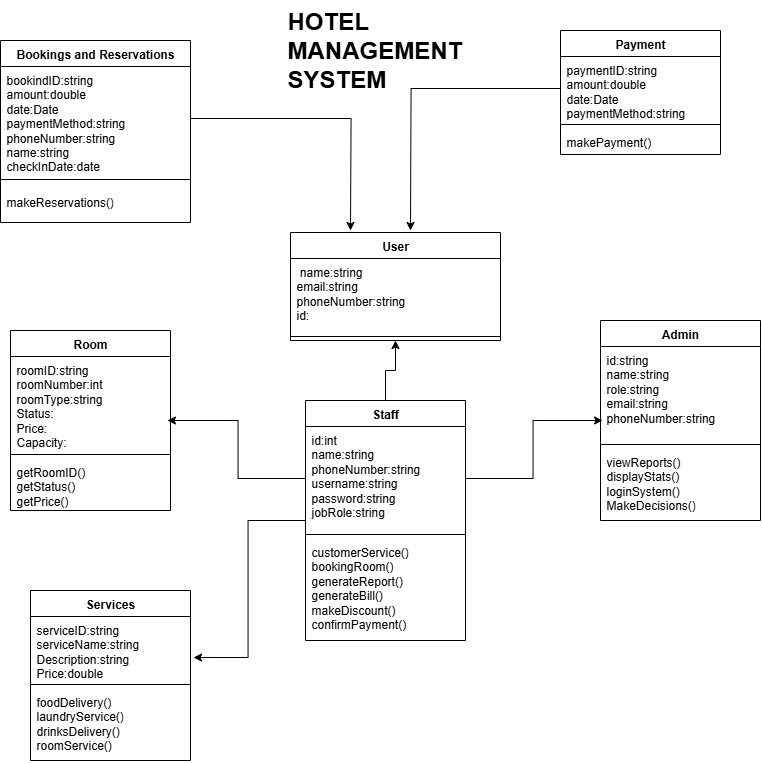 HOTEL
MANAGEMENT
SYSTEM
Bookings and Reservations
bookindID:string
amount:double
date:Date
paymentMethod:string
phoneNumber:string
name:string
checkInDate:date
makeReservations()
Payment
paymentID:string
amount:double
date:Date
paymentMethod:string
makePayment()
User
name:string
email:string
phoneNumber:string
id:
Room
roomID:string
roomNumber:int
roomType:string
Status:
Price:
Capacity:
getRoomID()
getStatus()
getPrice()
Admin
id:string
name:string
role:string
email:string
phoneNumber:string
viewReports()
displayStats()
loginSystem()
MakeDecisions()
Staff
id:int
name:string
phoneNumber:string
username:string
password:string
jobRole:string
customerService()
bookingRoom()
generateReport()
generateBill()
makeDiscount()
confirmPayment()
Services
serviceID:string
serviceName:string
Description:string
Price:double
foodDelivery()
laundryService()
drinksDelivery()
roomService()